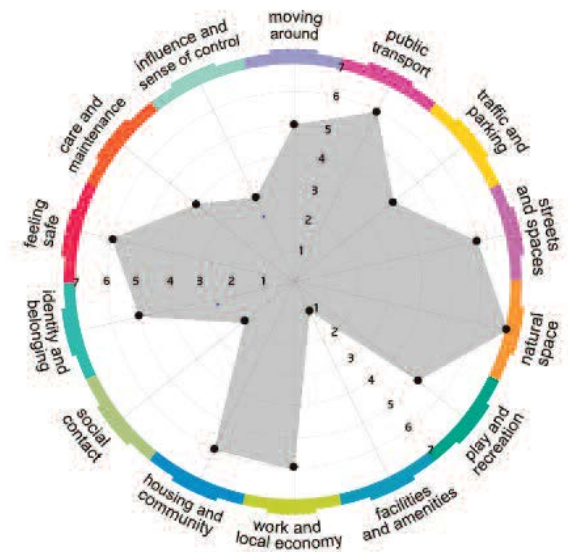 moving
around
public
transport
traffic and
parking
streets
and spaces
natural
space
play and
recreation
facilities
and amenities
work and
local economy
housing and
community
social
contact
identity and
belonging
feeling
safe
care and
maintenance
influence and
sense of control
7
6
5
4
3
2
1
7 6 5 4 3 2 1
1
2
3
4
5
6
7